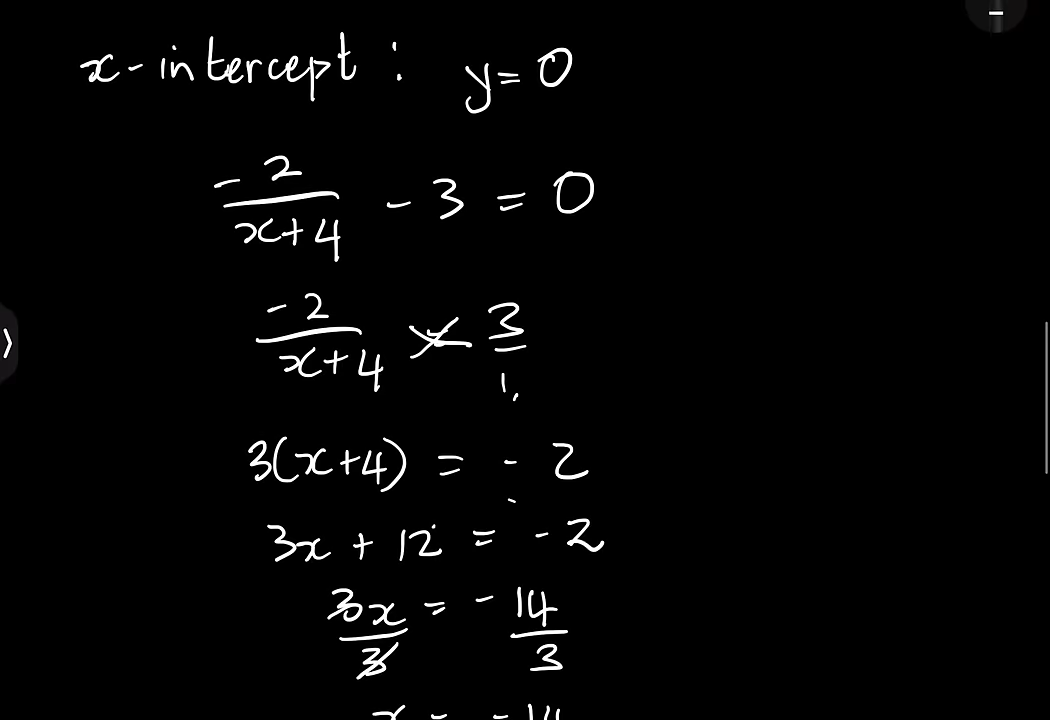 x-intercept : y=0
-2/(x+4) - 3 = 0
-2/(x+4) = 3/1
3(x+4) = -2
3x + 12 = -2
3x/3 = -14/3
x = -14